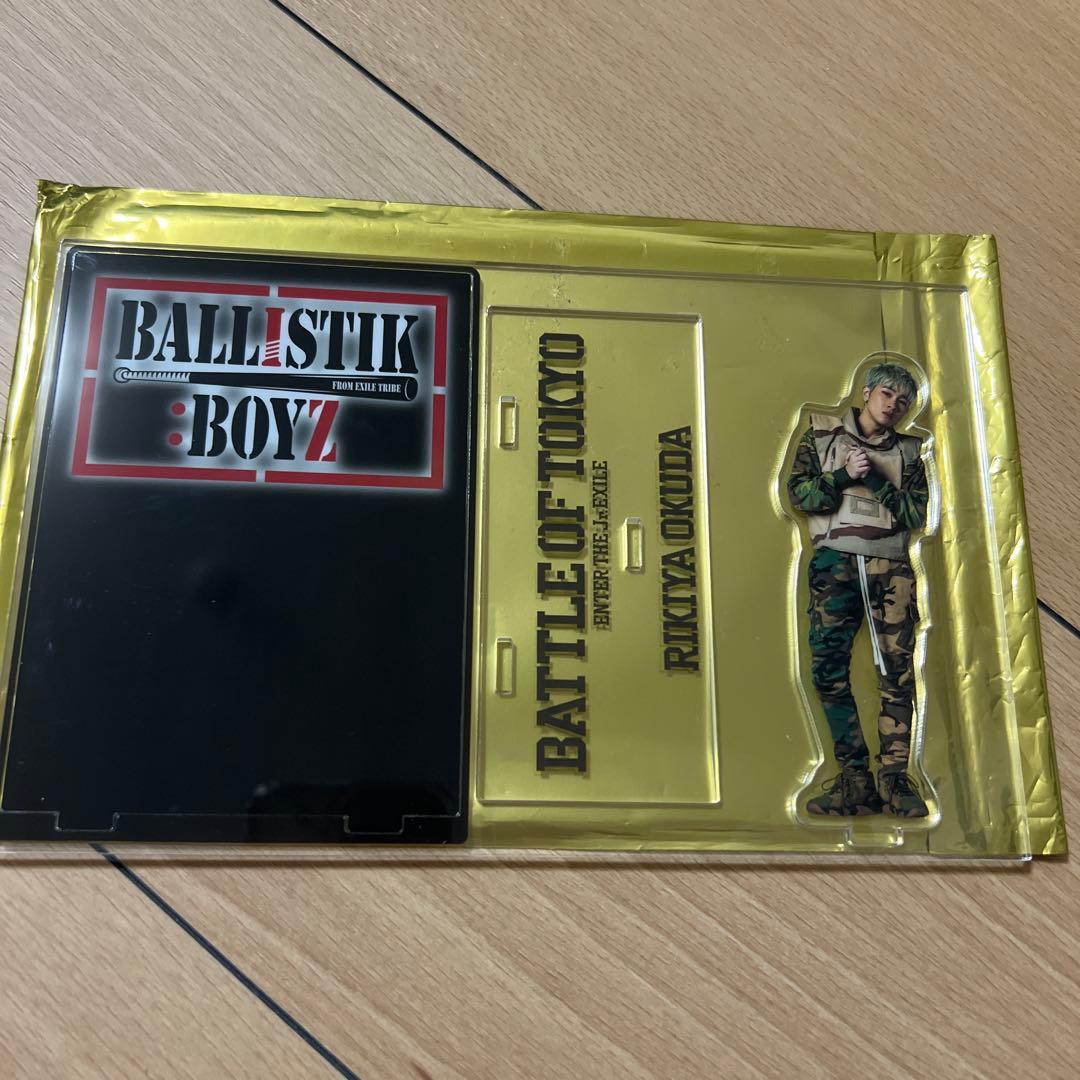 BALLISTIK
FROM EXILE TRIBE
:BOYZ
BATTLE OF TOKYO
ENTER THE Jr.EXILE
RIKIYA OKUDA